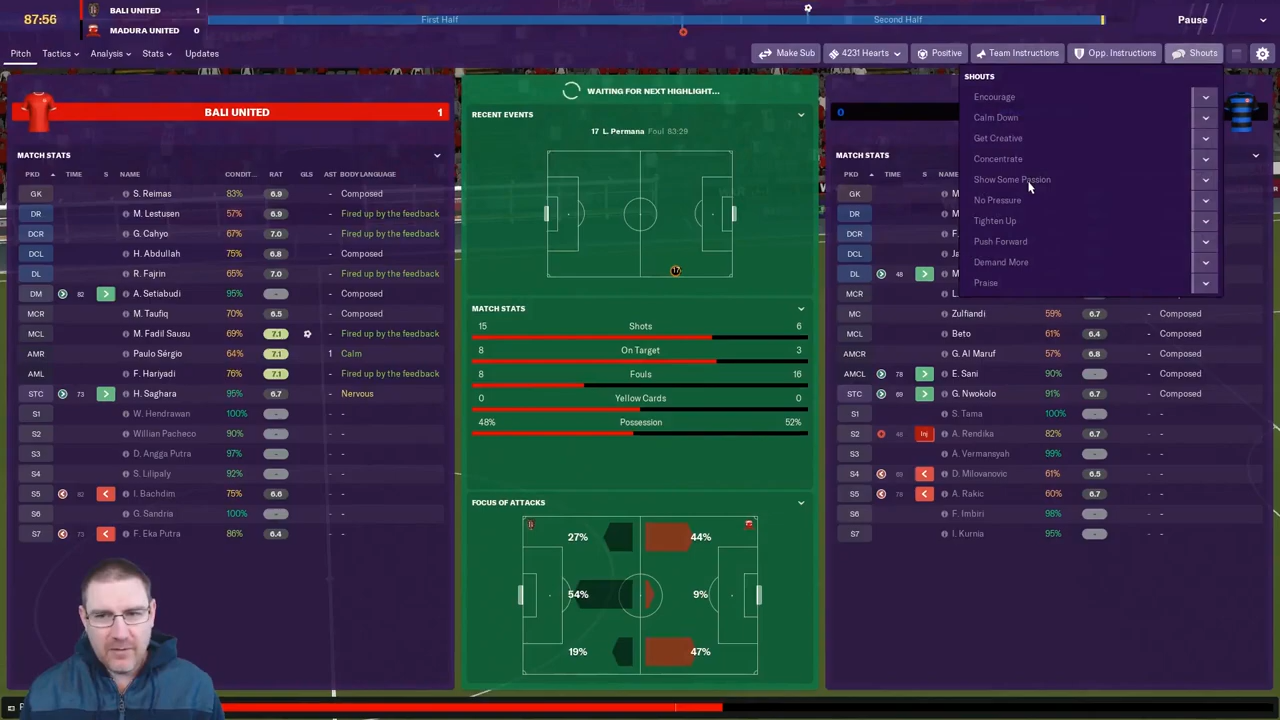 87:56
BALI UNITED 1
MADURA UNITED 0
First Half
Second Half
Pause
Pitch Tactics Analysis Stats Updates
Make Sub 4231 Hearts Positive Team Instructions Opp. Instructions Shouts
SHOUTS
Encourage
Calm Down
Get Creative
Concentrate
Show Some Passion
No Pressure
Tighten Up
Push Forward
Demand More
Praise
BALI UNITED 1
MATCH STATS
PKD TIME S NAME CONDIT... RAT GLS AST BODY LANGUAGE
GK S. Reimas 83% 6.9 - Composed
DR M. Lestusen 57% 6.9 - Fired up by the feedback
DCR G. Cahyo 67% 7.0 - Fired up by the feedback
DCL H. Abdullah 75% 6.8 - Composed
DL R. Fajrin 65% 7.0 - Fired up by the feedback
DM 82 A. Setiabudi 95% - - Composed
MCR M. Taufiq 70% 6.5 - Composed
MCL M. Fadil Sausu 69% 7.1 - Fired up by the feedback
AMR Paulo Sérgio 64% 7.1 1 Calm
AML F. Hariyadi 76% 7.1 - Fired up by the feedback
STC 73 H. Saghara 95% 6.7 - Nervous
S1 W. Hendrawan 100% - - -
S2 Willian Pacheco 90% - - -
S3 D. Angga Putra 97% - - -
S4 S. Lilipaly 92% - - -
S5 82 I. Bachdim 75% 6.6 - -
S6 G. Sandria 100% - - -
S7 73 F. Eka Putra 86% 6.4 - -
WAITING FOR NEXT HIGHLIGHT...
RECENT EVENTS
17 L. Permana Foul 83:29
17
MATCH STATS
15 Shots 6
8 On Target 3
8 Fouls 16
0 Yellow Cards 0
48% Possession 52%
FOCUS OF ATTACKS
27% 44%
54% 9%
19% 47%
0
MATCH STATS
PKD TIME S NAME
GK M
DR A
DCR F.
DCL Ja
DL 48 M
MCR L.
MC Zulfiandi 59% 6.7 - Composed
MCL Beto 61% 6.4 - Composed
AMCR G. Al Maruf 57% 6.8 - Composed
AMCL 78 E. Sani 90% - - Composed
STC 69 G. Nwokolo 91% 6.7 - Composed
S1 S. Tama 100% - - -
S2 48 Inj A. Rendika 82% 6.7 - -
S3 A. Vermansyah 99% - - -
S4 69 D. Milovanovic 61% 6.5 - -
S5 78 A. Rakic 60% 6.7 - -
S6 F. Imbiri 98% - - -
S7 I. Kurnia 95% - - -